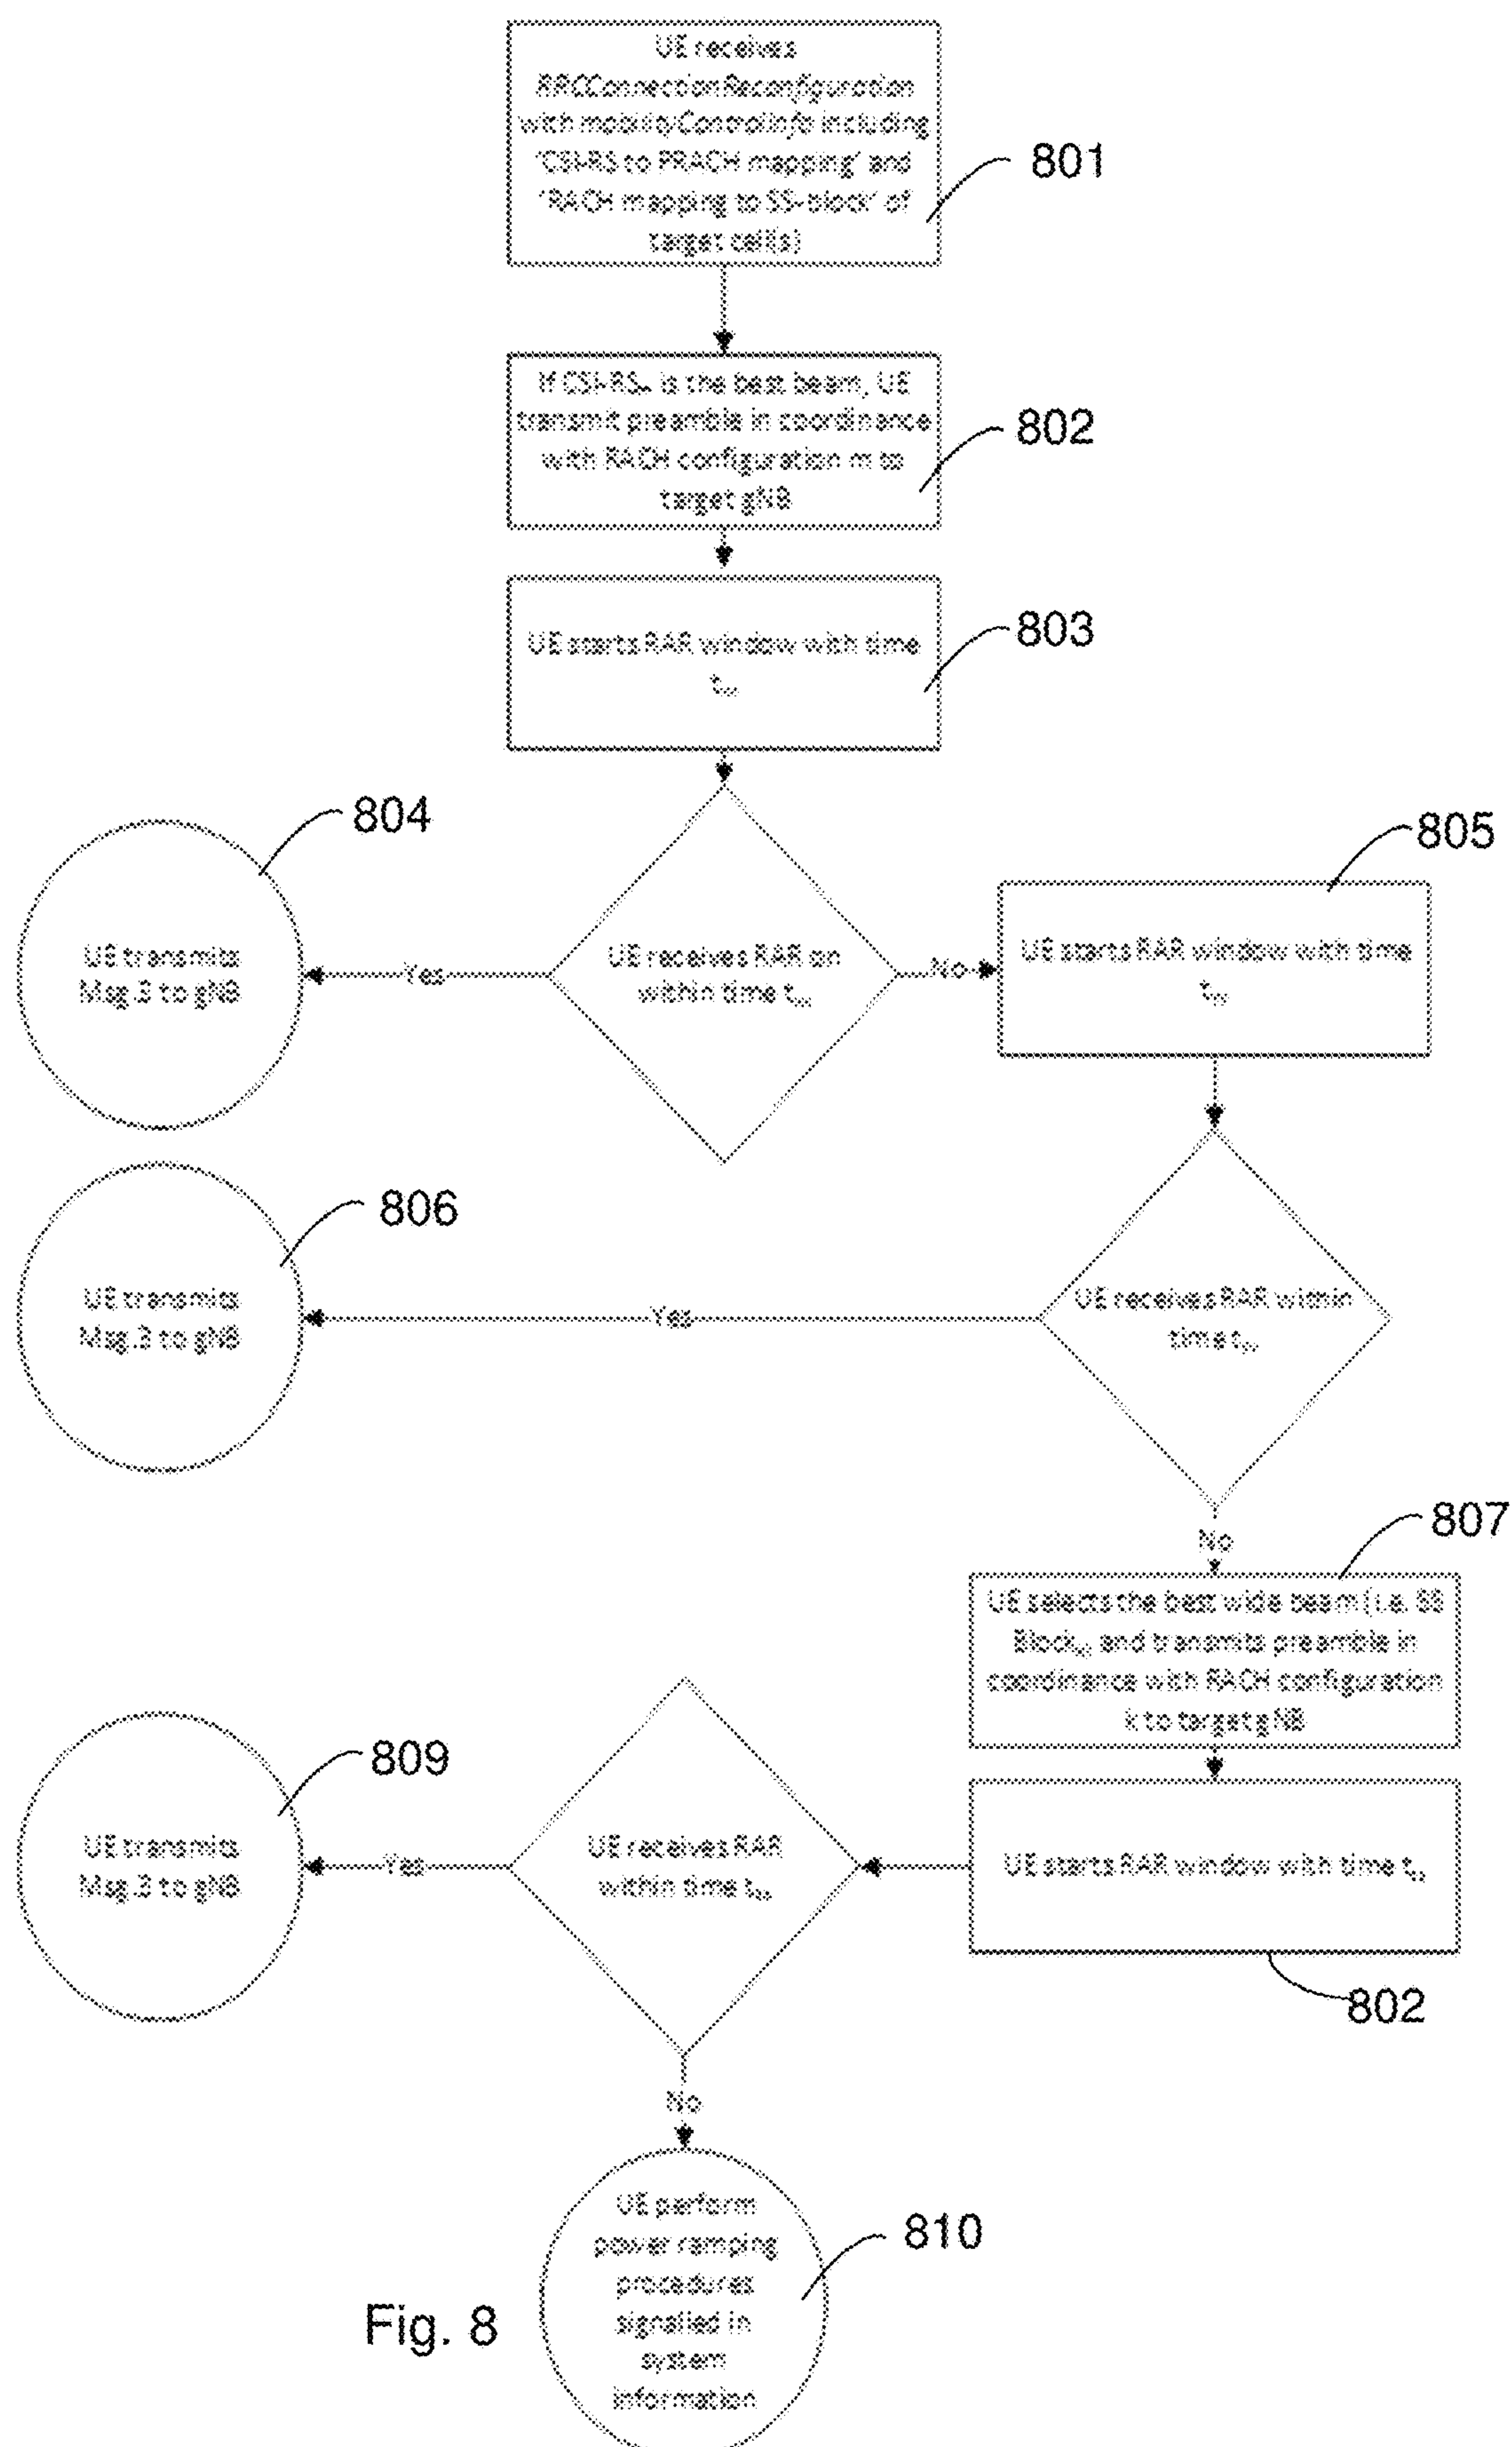 UE receives
RRCConnectionReconfiguration
with mobilityControlInfo including
'CSI-RS to PRACH mapping' and
'RACH mapping to SS-block' of
target cell(s)
801
If CSI-RSₘ is the best beam, UE
transmit preamble in coordinance
with RACH configuration m to
target gNB
802
UE starts RAR window with time
t
803
804
UE transmits
Msg.3 to gNB
Yes
UE receives RAR on
within time t
No
805
UE starts RAR window with time
t
806
UE transmits
Msg.3 to gNB
Yes
UE receives RAR within
time t
No
807
UE selects the best wide beam (i.e. SS
Block and transmits preamble in
coordinance with RACH configuration
k to target gNB
809
UE transmits
Msg.3 to gNB
Yes
UE receives RAR
within time t
UE starts RAR window with time t
802
No
UE perform
power ramping
procedures
signalled in
system
information
810
Fig. 8